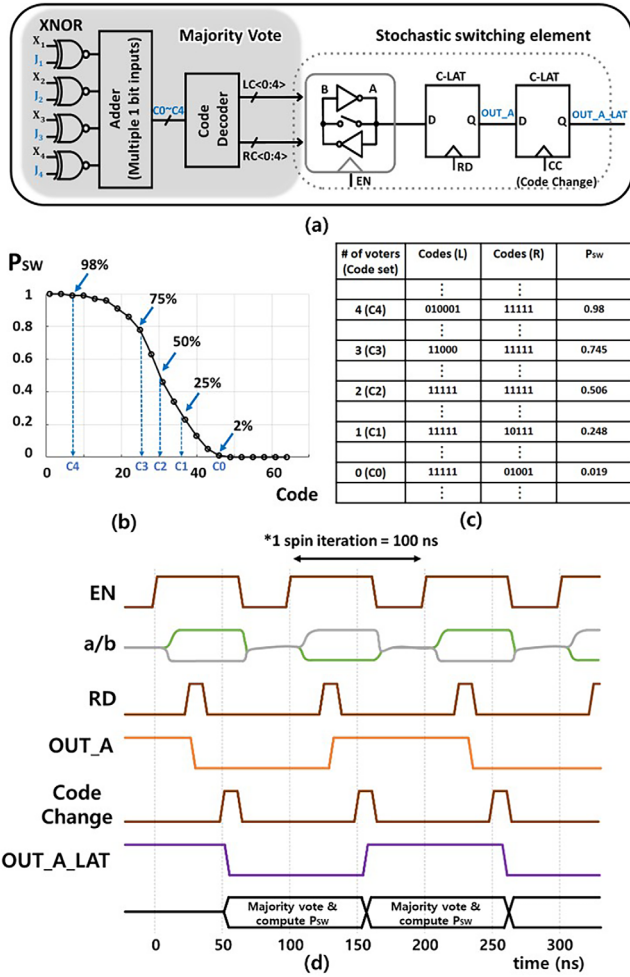 XNOR
Majority Vote
Stochastic switching element
X1
J1
X2
J2
X3
J3
X4
J4
Adder
(Multiple 1 bit inputs)
C0~C4
Code
Decoder
LC<0:4>
RC<0:4>
B
A
EN
C-LAT
D
Q
RD
OUT_A
C-LAT
D
Q
CC
(Code Change)
OUT_A_LAT
(a)
PSW
98%
75%
50%
25%
2%
1
0.8
0.6
0.4
0.2
0
C4
C3
C2
C1
C0
0
20
40
60
Code
(b)
# of voters
(Code set)
Codes (L)
Codes (R)
PSW
4 (C4)
010001
11111
0.98
3 (C3)
11000
11111
0.745
2 (C2)
11111
11111
0.506
1 (C1)
11111
10111
0.248
0 (C0)
11111
01001
0.019
(c)
*1 spin iteration = 100 ns
EN
a/b
RD
OUT_A
Code
Change
OUT_A_LAT
Majority vote &
compute PSW
Majority vote &
compute PSW
0
50
100
150
200
250
300
time (ns)
(d)